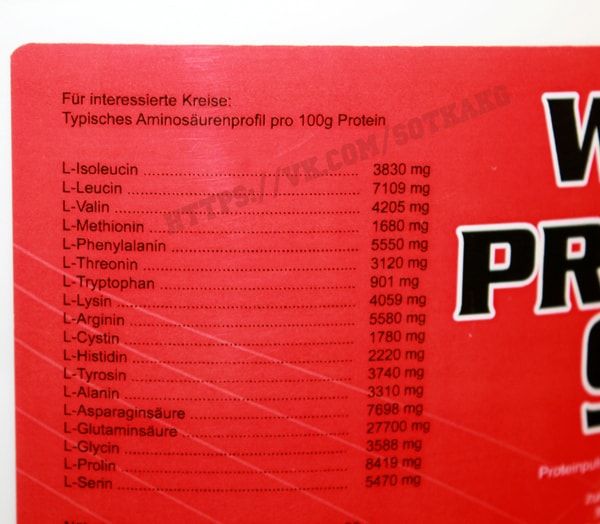 Für interessierte Kreise:
Typisches Aminosäurenprofil pro 100g Protein
L-Isoleucin 3830 mg
L-Leucin 7109 mg
L-Valin 4205 mg
L-Methionin 1680 mg
L-Phenylalanin 5550 mg
L-Threonin 3120 mg
L-Tryptophan 901 mg
L-Lysin 4059 mg
L-Arginin 5580 mg
L-Cystin 1780 mg
L-Histidin 2220 mg
L-Tyrosin 3740 mg
L-Alanin 3310 mg
L-Asparaginsäure 7698 mg
L-Glutaminsäure 27700 mg
L-Glycin 3588 mg
L-Prolin 8419 mg
L-Serin 5470 mg
HTTPS://VK.COM/SOTKAKG
W
PR
S
Proteinpu